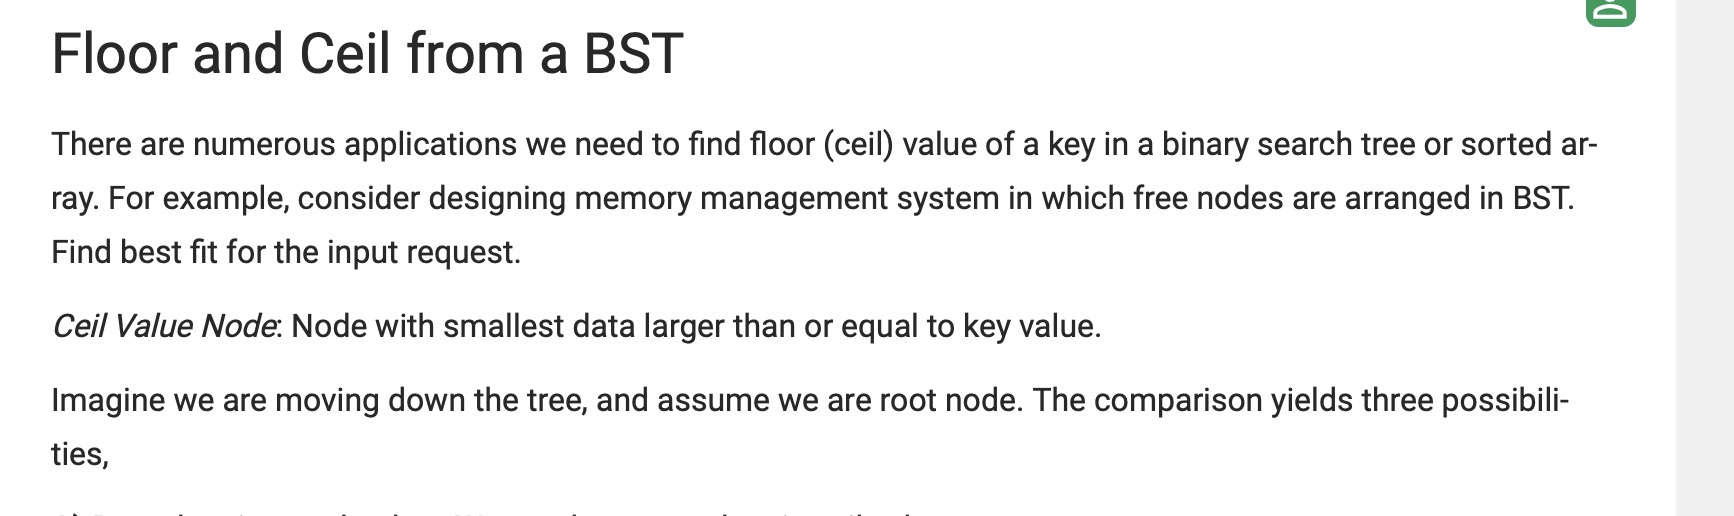 Floor and Ceil from a BST
There are numerous applications we need to find floor (ceil) value of a key in a binary search tree or sorted ar-
ray. For example, consider designing memory management system in which free nodes are arranged in BST.
Find best fit for the input request.
Ceil Value Node: Node with smallest data larger than or equal to key value.
Imagine we are moving down the tree, and assume we are root node. The comparison yields three possibili-
ties,